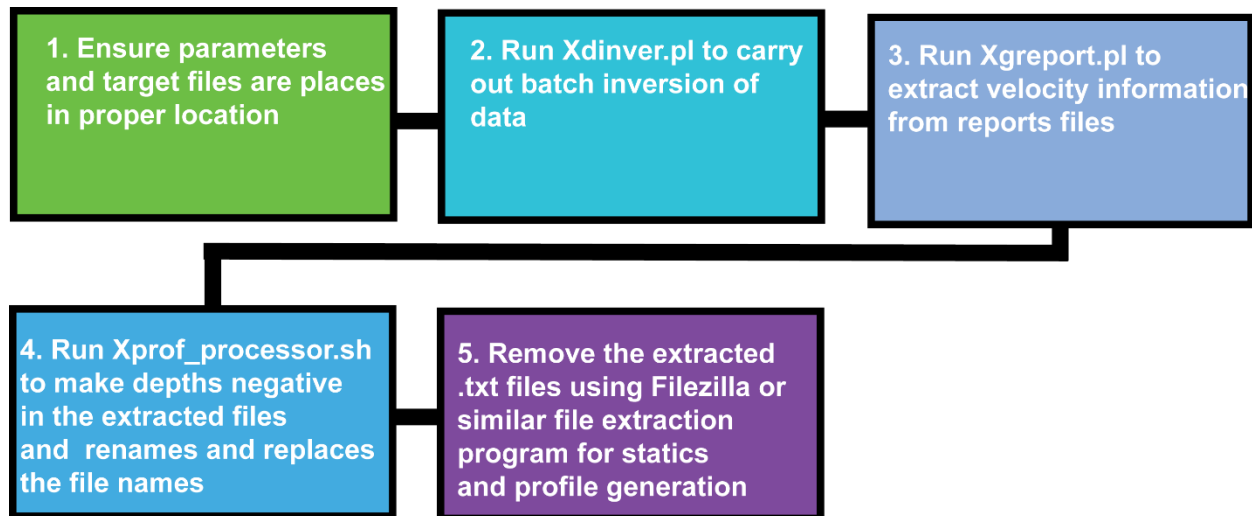 1. Ensure parameters
and target files are places
in proper location
2. Run Xdinver.pl to carry
out batch inversion of
data
3. Run Xgreport.pl to
extract velocity information
from reports files
4. Run Xprof_processor.sh
to make depths negative
in the extracted files
and renames and replaces
the file names
5. Remove the extracted
.txt files using Filezilla or
similar file extraction
program for statics
and profile generation